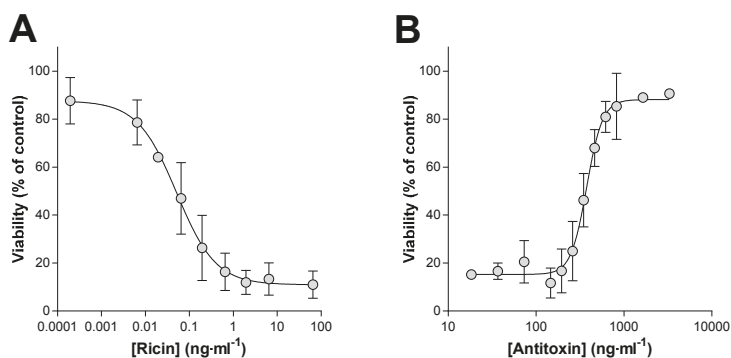 A
Viability (% of control)
100
80
60
40
20
0
0.0001 0.001 0.01 0.1 1 10 100
[Ricin] (ng·ml⁻¹)
B
Viability (% of control)
100
80
60
40
20
0
10 100 1000 10000
[Antitoxin] (ng·ml⁻¹)